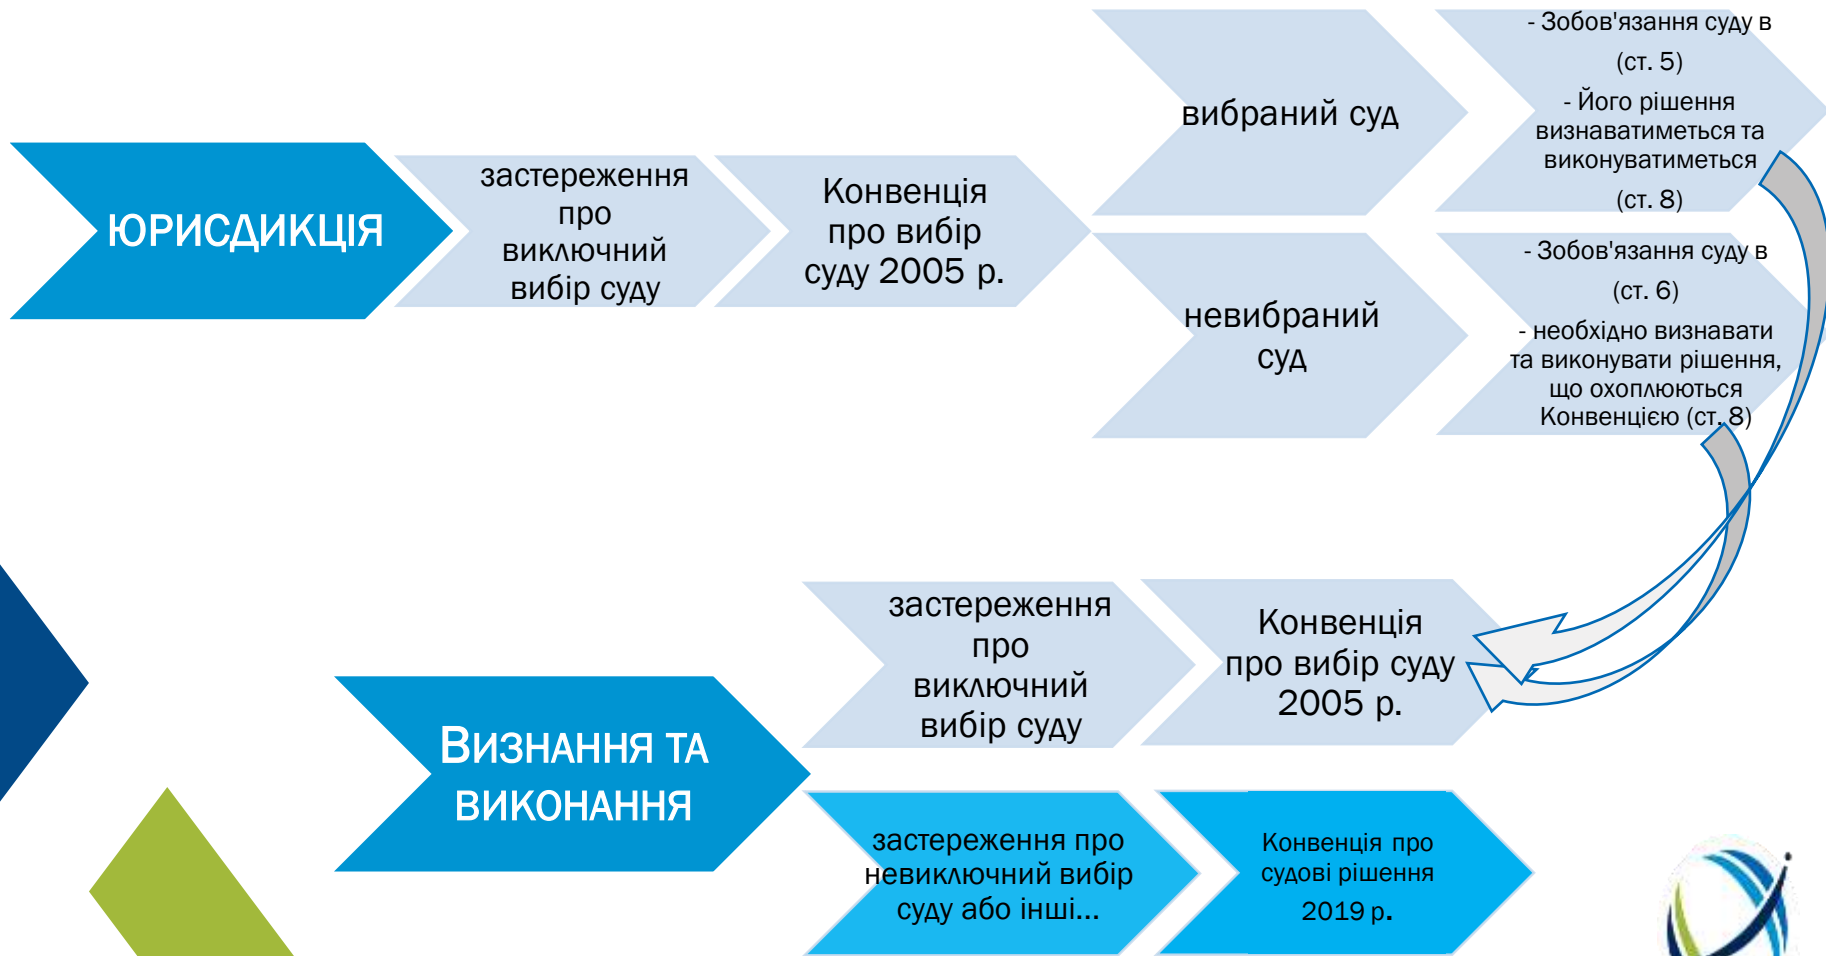 ЮРИСДИКЦІЯ
застереження
про
виключний
вибір суду
Конвенція
про вибір
суду 2005 р.
вибраний суд
- Зобов'язання суду в
(ст. 5)
- Його рішення
визнаватиметься та
виконуватиметься
(ст. 8)
невибраний
суд
- Зобов'язання суду в
(ст. 6)
- необхідно визнавати
та виконувати рішення,
що охоплюються
Конвенцією (ст. 8)
ВИЗНАННЯ ТА
ВИКОНАННЯ
застереження
про
виключний
вибір суду
Конвенція
про вибір суду
2005 р.
застереження про
невиключний вибір
суду або інші...
Конвенція про
судові рішення
2019 р.